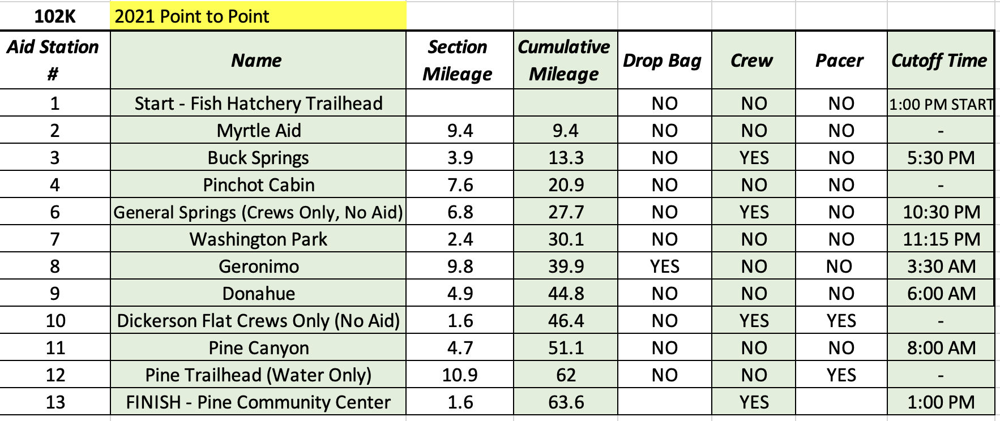 102K 2021 Point to Point
Aid Station # Name Section Mileage Cumulative Mileage Drop Bag Crew Pacer Cutoff Time
1 Start - Fish Hatchery Trailhead NO NO NO 1:00 PM START
2 Myrtle Aid 9.4 9.4 NO NO NO -
3 Buck Springs 3.9 13.3 NO YES NO 5:30 PM
4 Pinchot Cabin 7.6 20.9 NO NO NO -
6 General Springs (Crews Only, No Aid) 6.8 27.7 NO YES NO 10:30 PM
7 Washington Park 2.4 30.1 NO NO NO 11:15 PM
8 Geronimo 9.8 39.9 YES NO NO 3:30 AM
9 Donahue 4.9 44.8 NO NO NO 6:00 AM
10 Dickerson Flat Crews Only (No Aid) 1.6 46.4 NO YES YES -
11 Pine Canyon 4.7 51.1 NO NO NO 8:00 AM
12 Pine Trailhead (Water Only) 10.9 62 NO NO YES -
13 FINISH - Pine Community Center 1.6 63.6 YES 1:00 PM